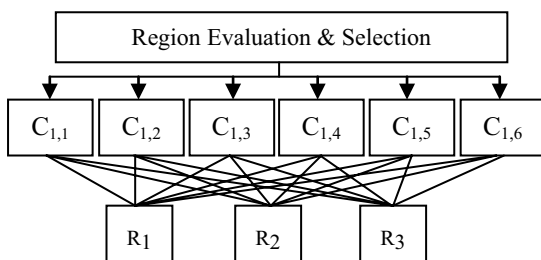 Region Evaluation & Selection
C1,1 C1,2 C1,3 C1,4 C1,5 C1,6
R1 R2 R3